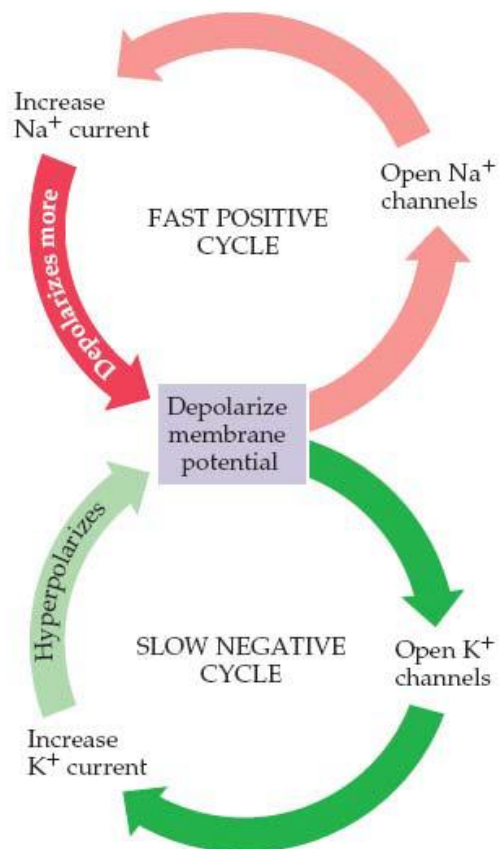 Increase
Na⁺ current
Open Na⁺
channels
FAST POSITIVE
CYCLE
Depolarizes more
Depolarize
membrane
potential
Hyperpolarizes
SLOW NEGATIVE
CYCLE
Open K⁺
channels
Increase
K⁺ current